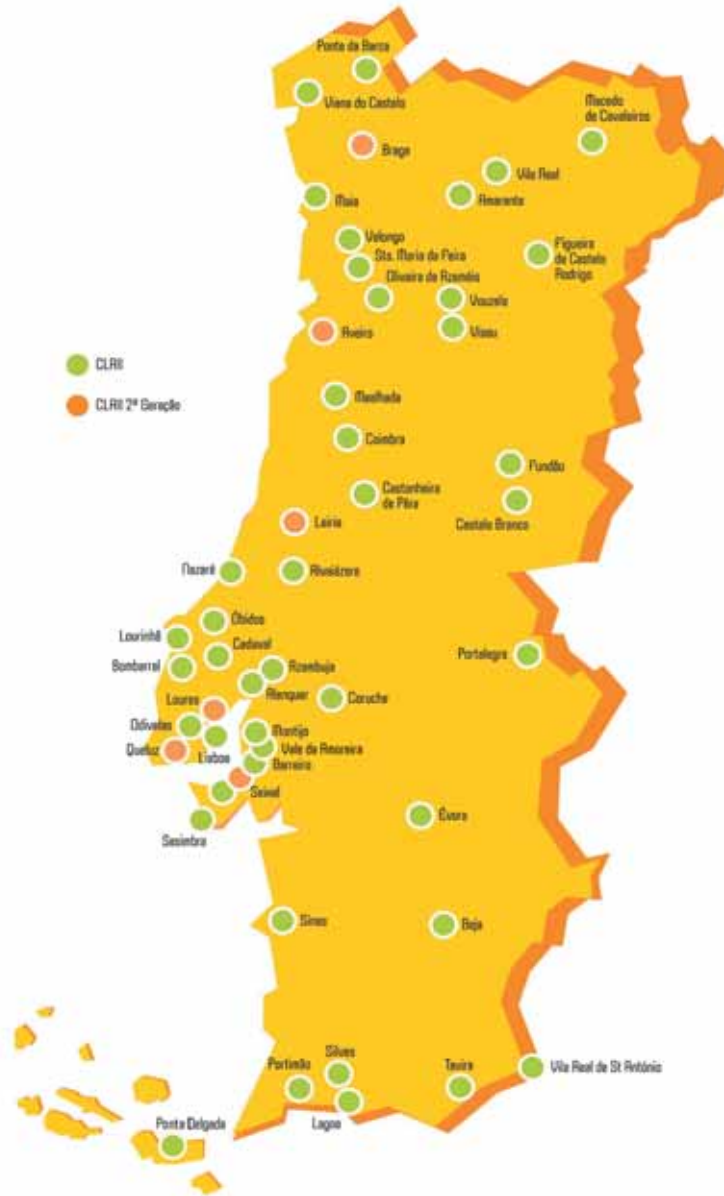 Ponte da Barca
Viana do Castelo
Macedo
de Cavaleiros
Braga
Vila Real
Maia
Amarante
Valongo
Sta. Maria da Feira
Figueira
de Castelo
Rodrigo
Oliveira de Azeméis
Vouzela
Aveiro
Viseu
CLAII
CLAII 2ª Geração
Mealhada
Coimbra
Fundão
Castanheira
de Pêra
Castelo Branco
Leiria
Nazaré
Alvaiázere
Óbidos
Lourinhã
Cadaval
Portalegre
Bombarral
Azambuja
Alenquer
Coruche
Loures
Odivelas
Montijo
Queluz
Lisboa
Vale da Amoreira
Barreiro
Seixal
Sesimbra
Évora
Sines
Beja
Silves
Portimão
Tavira
Vila Real de St António
Lagoa
Ponta Delgada